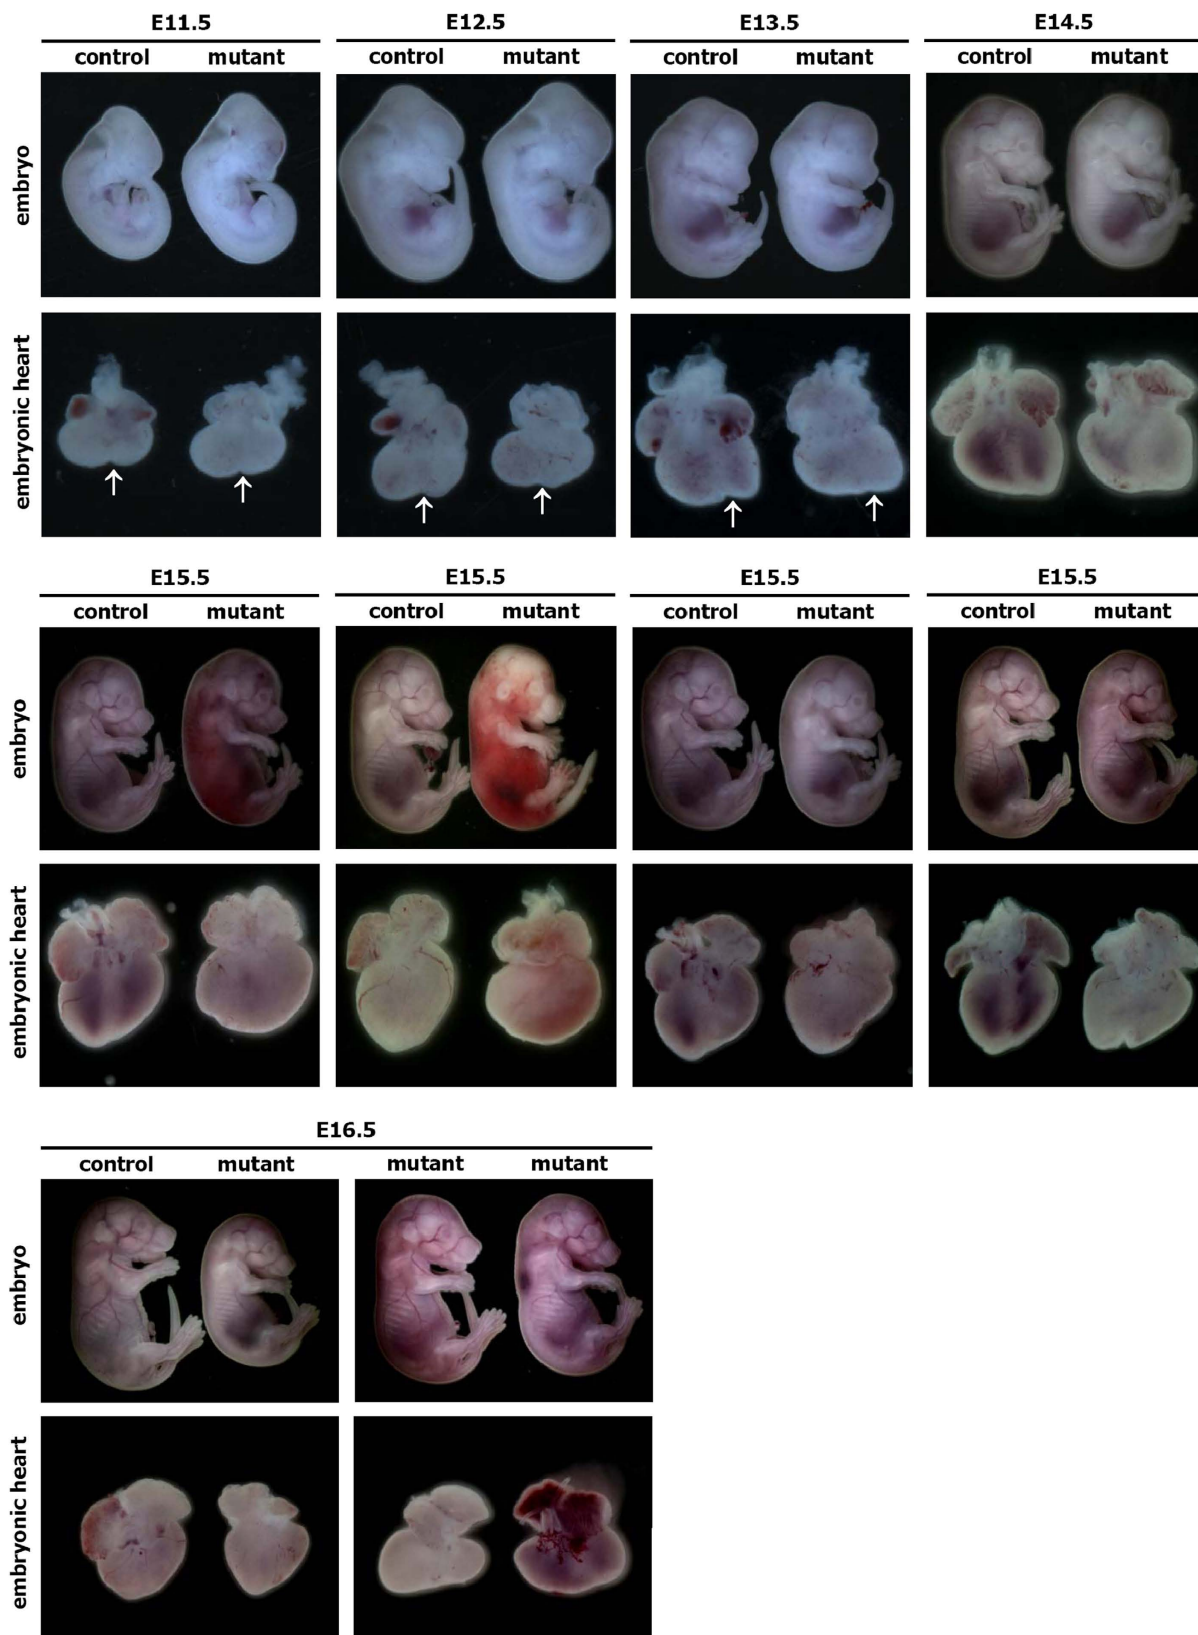 E11.5 E12.5 E13.5 E14.5
control mutant control mutant control mutant control mutant
embryo
embryonic heart
E15.5 E15.5 E15.5 E15.5
control mutant control mutant control mutant control mutant
embryo
embryonic heart
E16.5
control mutant mutant mutant
embryo
embryonic heart